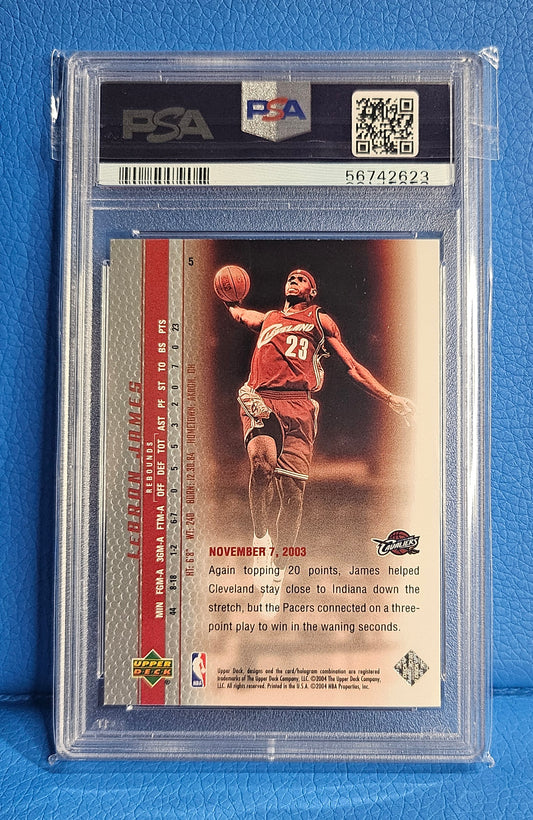 PSA
PSA
56742623
5
LEBRON JAMES
REBOUNDS
MIN FGM-A 3GM-A FTM-A OFF DEF TOT AST PF ST TO BS PTS
44 8-18 1-2 6-7 0 5 5 3 2 0 7 0 23
HT: 6'8" WT: 240 BORN: 12.30.84 HOMETOWN: AKRON, OH
CLEVELAND
23
NOVEMBER 7, 2003
CAVALIERS
Again topping 20 points, James helped
Cleveland stay close to Indiana down the
stretch, but the Pacers connected on a three-
point play to win in the waning seconds.
UPPER
DECK
NBA
Upper Deck, designs and the card/hologram combination are registered
trademarks of The Upper Deck Company, LLC. ©2004 The Upper Deck Company,
LLC. All rights reserved. Printed in the U.S.A. ©2004 NBA Properties, Inc.